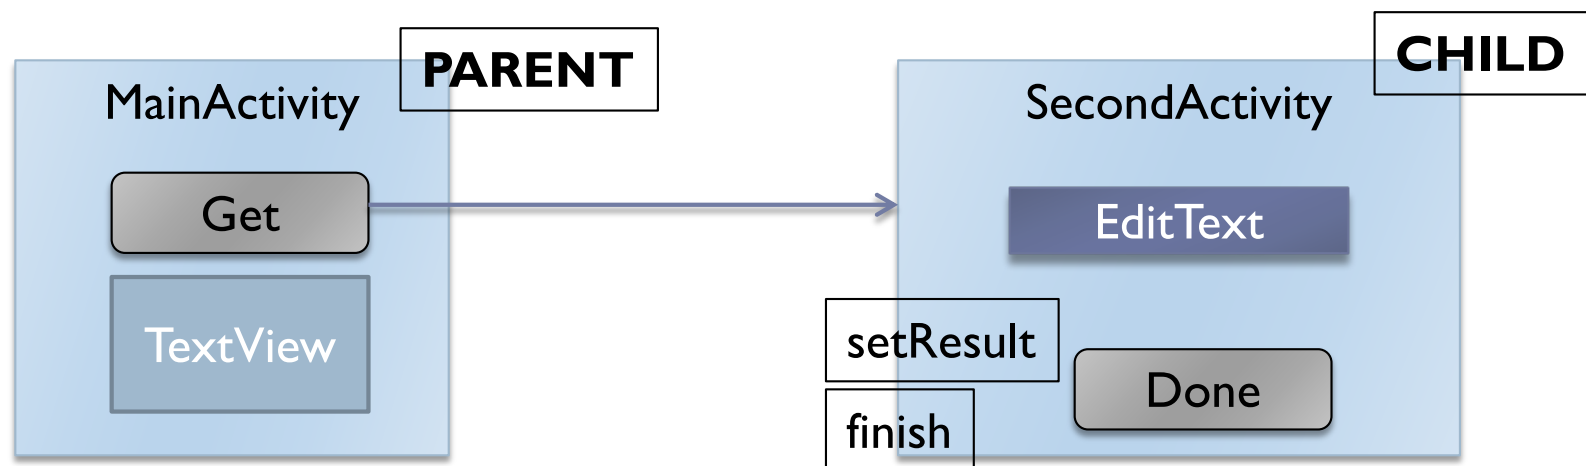 PARENT
MainActivity
Get
TextView
CHILD
SecondActivity
EditText
setResult
Done
finish